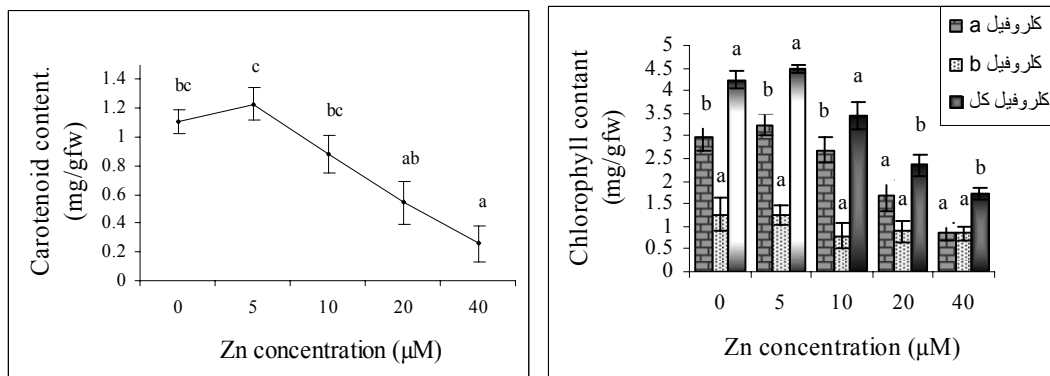 Carotenoid content.
(mg/gfw)
1.4
1.2
1
0.8
0.6
0.4
0.2
0
bc
c
bc
ab
a
0 5 10 20 40
Zn concentration (μM)
کلروفیل a
کلروفیل b
کلروفیل کل
Chlorophyll contant
(mg/gfw)
5
4.5
4
3.5
3
2.5
2
1.5
1
0.5
0
b a a
b a a
b a a
a a b
a a b
0 5 10 20 40
Zn concentration (μM)